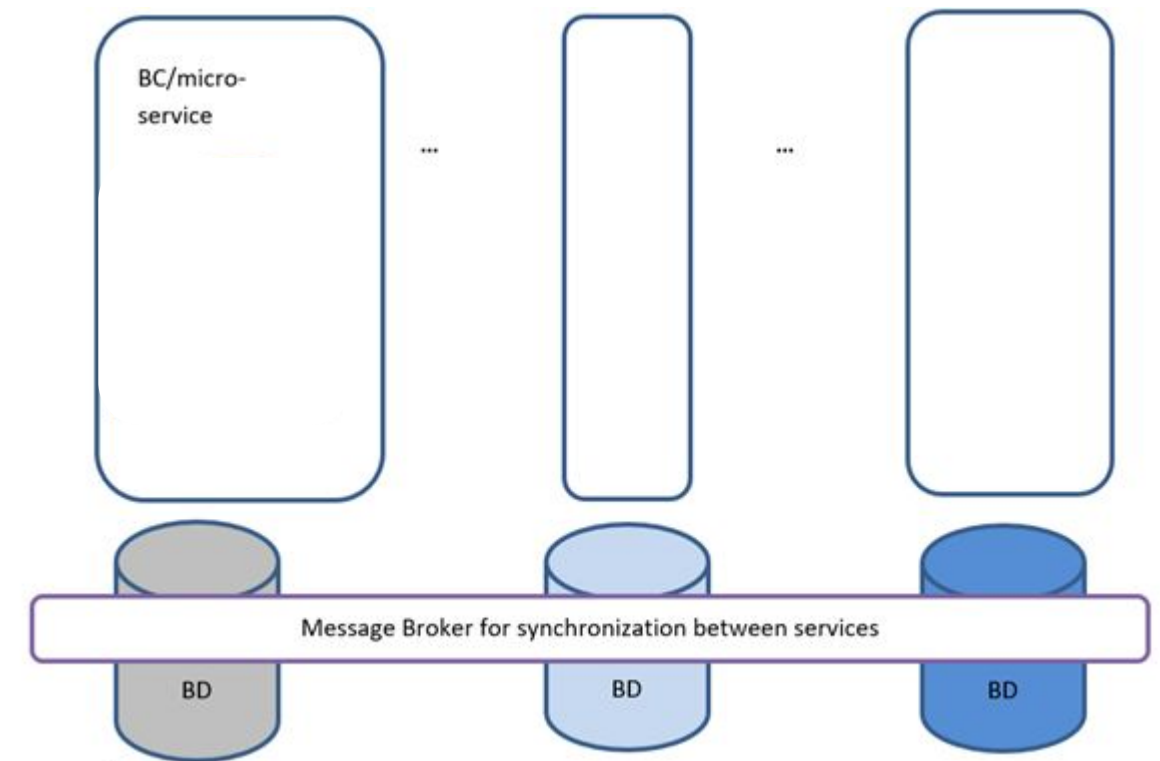 BC/micro-
service
...
...
Message Broker for synchronization between services
BD
BD
BD